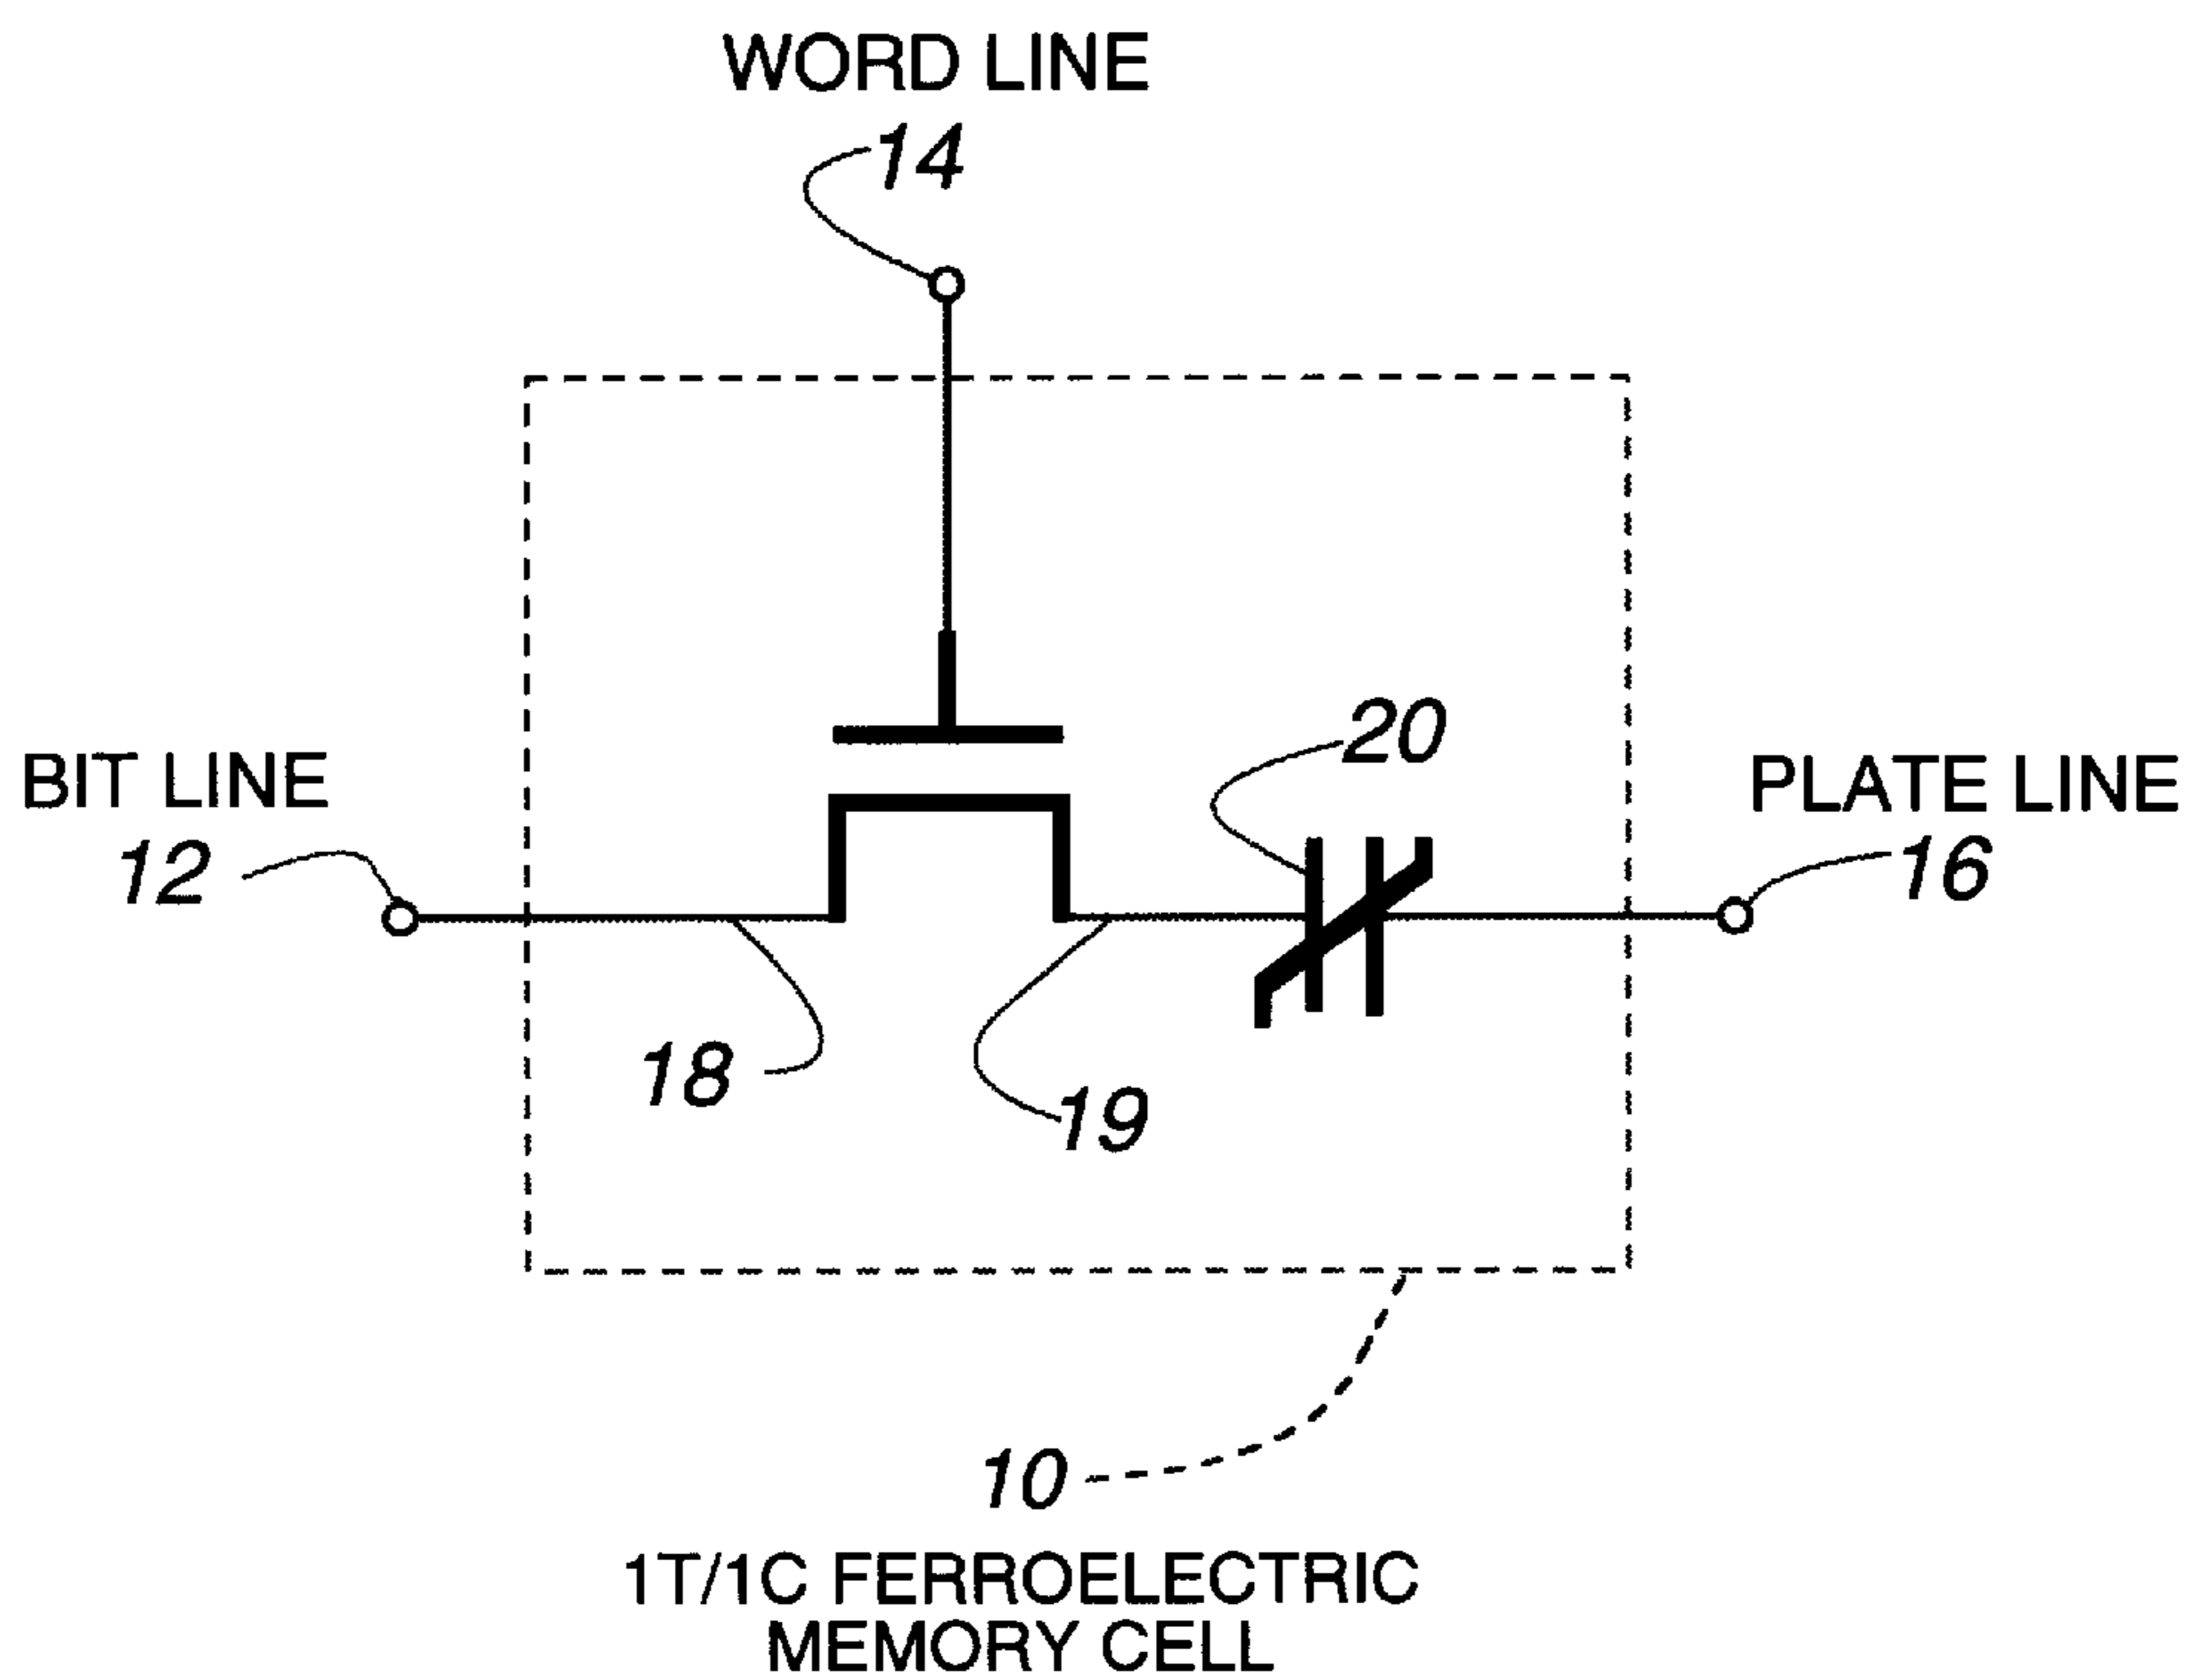 WORD LINE
14
20
BIT LINE
12
PLATE LINE
16
18
19
10
1T/1C FERROELECTRIC
MEMORY CELL